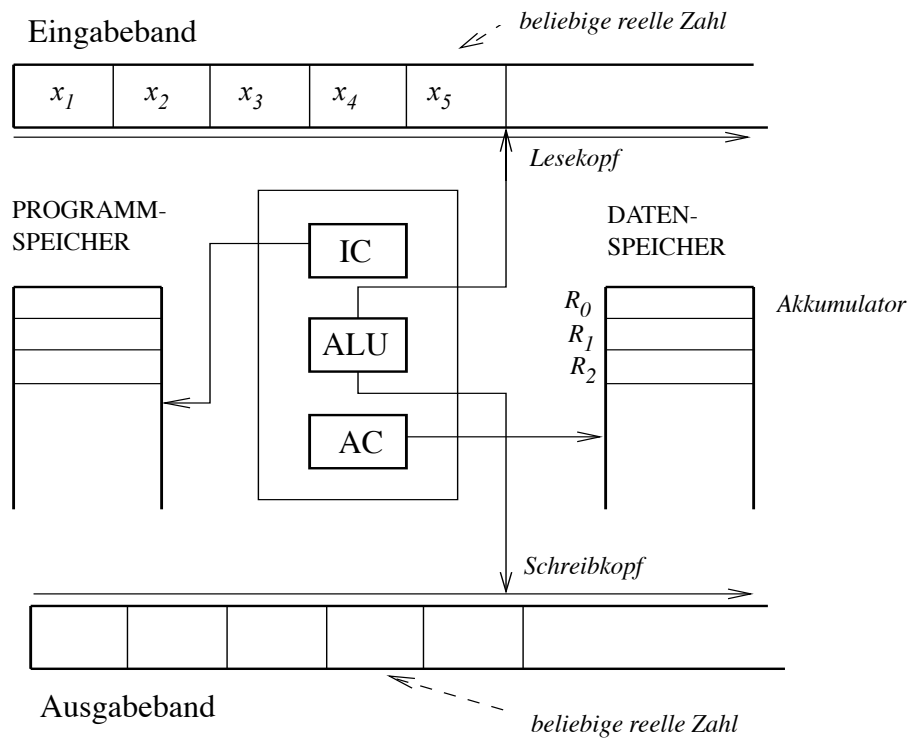 beliebige reelle Zahl
Eingabeband
x1 x2 x3 x4 x5
Lesekopf
PROGRAMM-
SPEICHER
DATEN-
SPEICHER
IC
ALU
AC
R0
R1
R2
Akkumulator
Schreibkopf
Ausgabeband
beliebige reelle Zahl